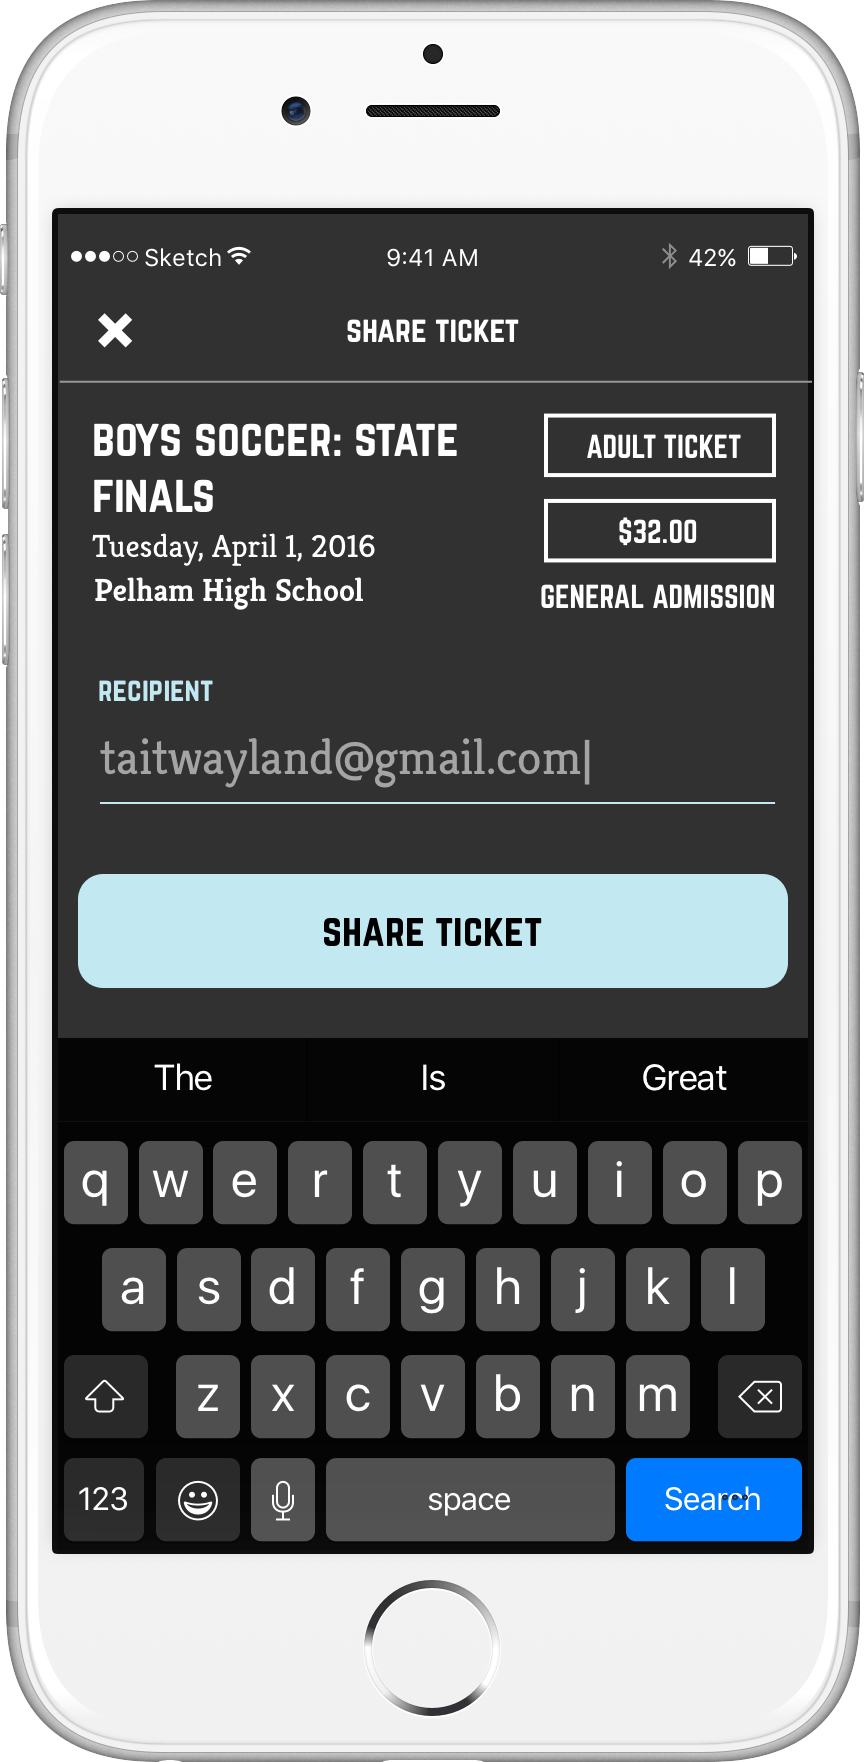 Sketch 9:41 AM 42%
SHARE TICKET
BOYS SOCCER: STATE
FINALS
Tuesday, April 1, 2016
Pelham High School
ADULT TICKET
$32.00
GENERAL ADMISSION
RECIPIENT
taitwayland@gmail.com|
SHARE TICKET
The Is Great
q w e r t y u i o p
a s d f g h j k l
z x c v b n m
123 space Search